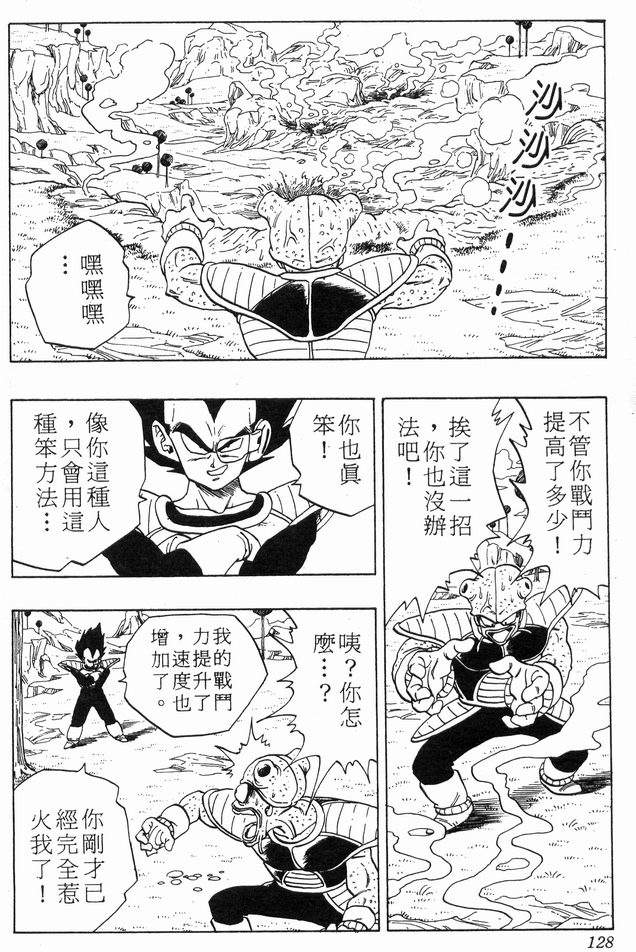 沙沙沙
嘿嘿嘿
…
不管你戰鬥力
提高了多少！
挨了這一招
，你也沒辦
法吧！
你也真
笨！
像你這種人
，只會用這
種笨方法…
咦？你怎
麼…？
我的戰鬥
力提升了
，速度也
增加了。
你剛才已
經完全惹
火我了！
128